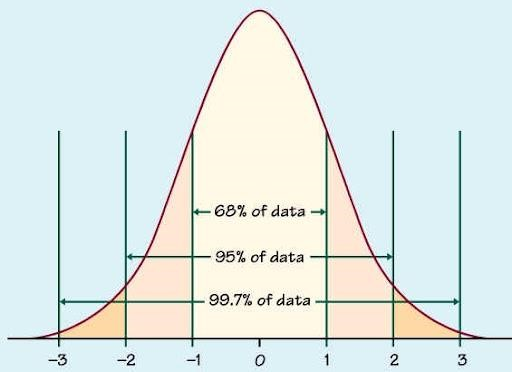 68% of data
95% of data
99.7% of data
-3 -2 -1 0 1 2 3